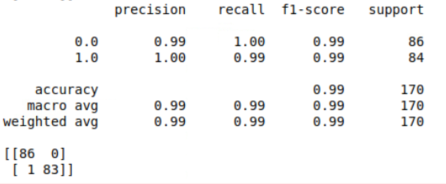 precision recall f1-score support
0.0 0.99 1.00 0.99 86
1.0 1.00 0.99 0.99 84
accuracy 0.99 170
macro avg 0.99 0.99 0.99 170
weighted avg 0.99 0.99 0.99 170
[[86 0]
[ 1 83]]